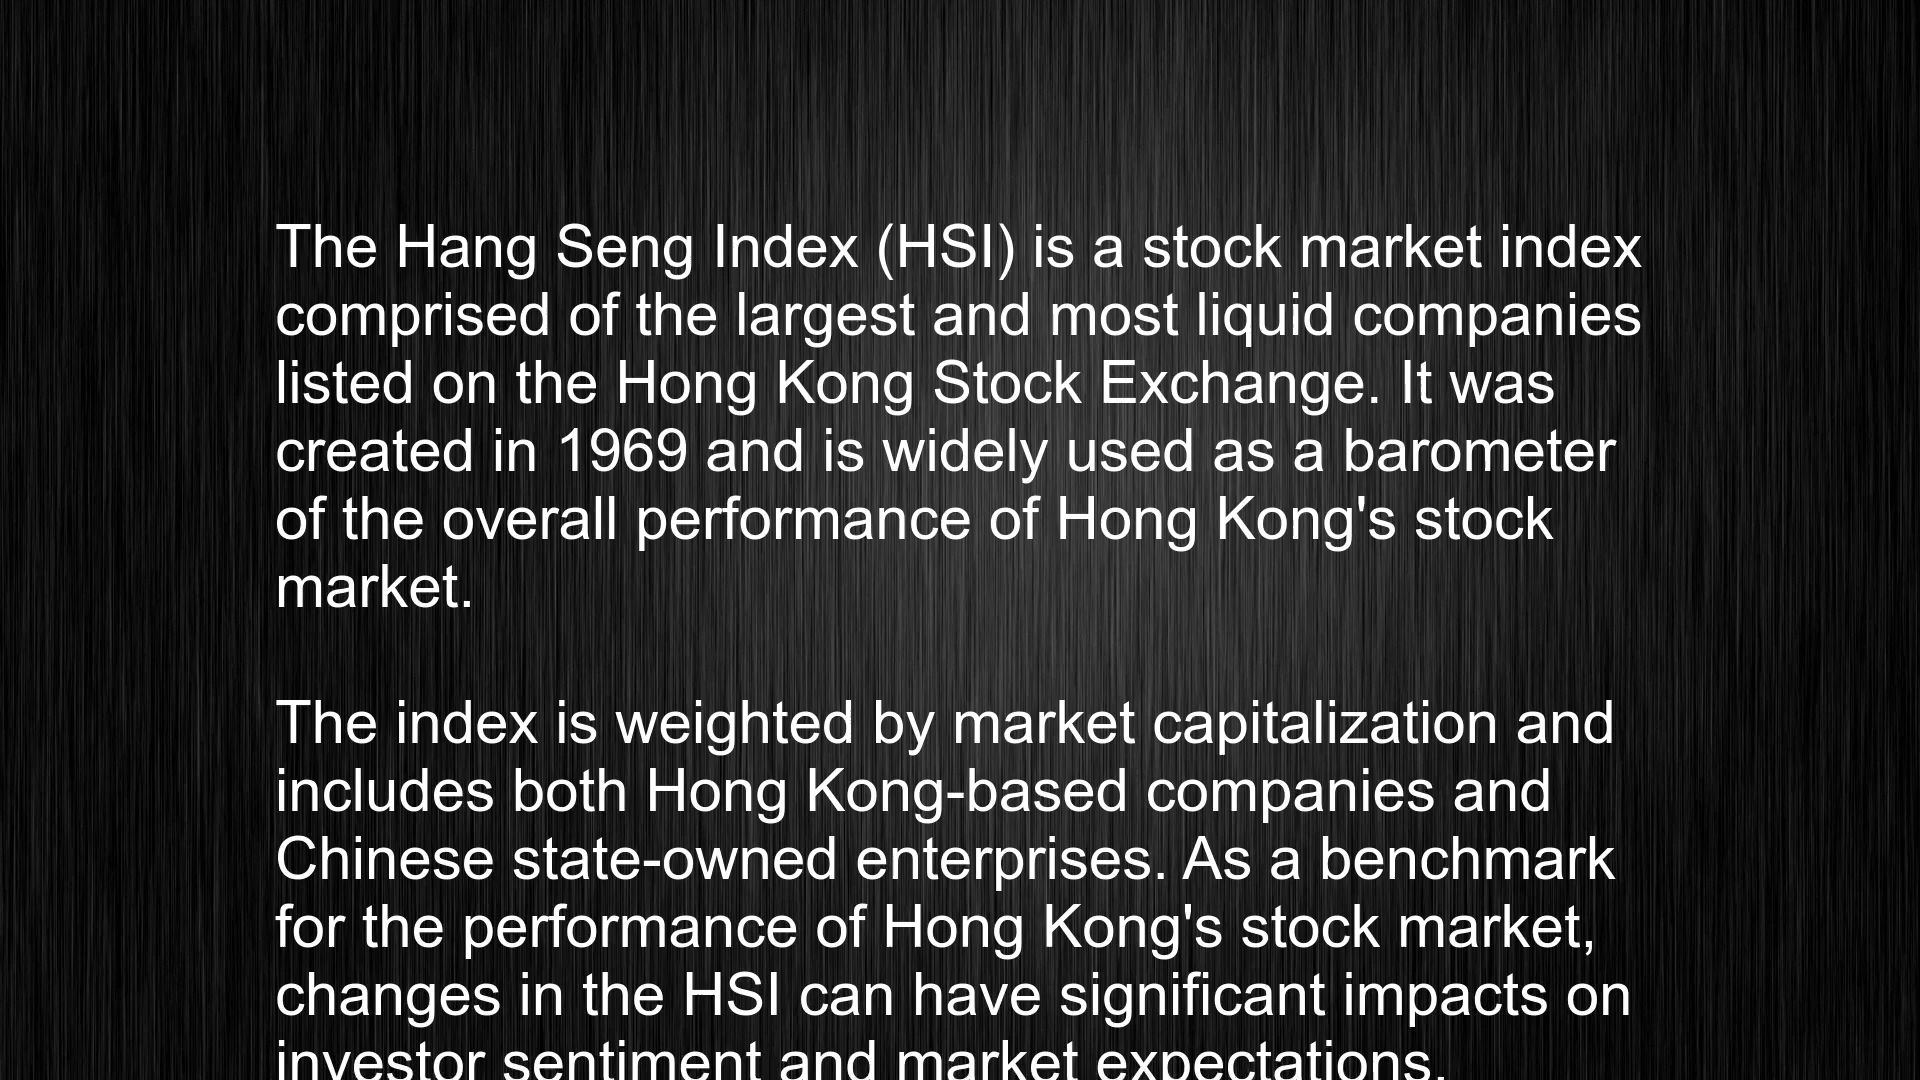 The Hang Seng Index (HSI) is a stock market index
comprised of the largest and most liquid companies
listed on the Hong Kong Stock Exchange. It was
created in 1969 and is widely used as a barometer
of the overall performance of Hong Kong's stock
market.
The index is weighted by market capitalization and
includes both Hong Kong-based companies and
Chinese state-owned enterprises. As a benchmark
for the performance of Hong Kong's stock market,
changes in the HSI can have significant impacts on
investor sentiment and market expectations.